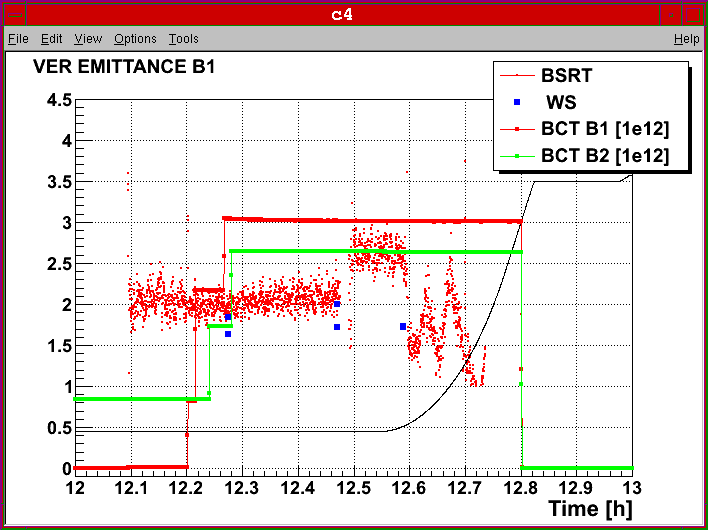 c4
File Edit View Options Tools Help
VER EMITTANCE B1
BSRT
WS
BCT B1 [1e12]
BCT B2 [1e12]
4.5
4
3.5
3
2.5
2
1.5
1
0.5
0
12 12.1 12.2 12.3 12.4 12.5 12.6 12.7 12.8 12.9 13
Time [h]